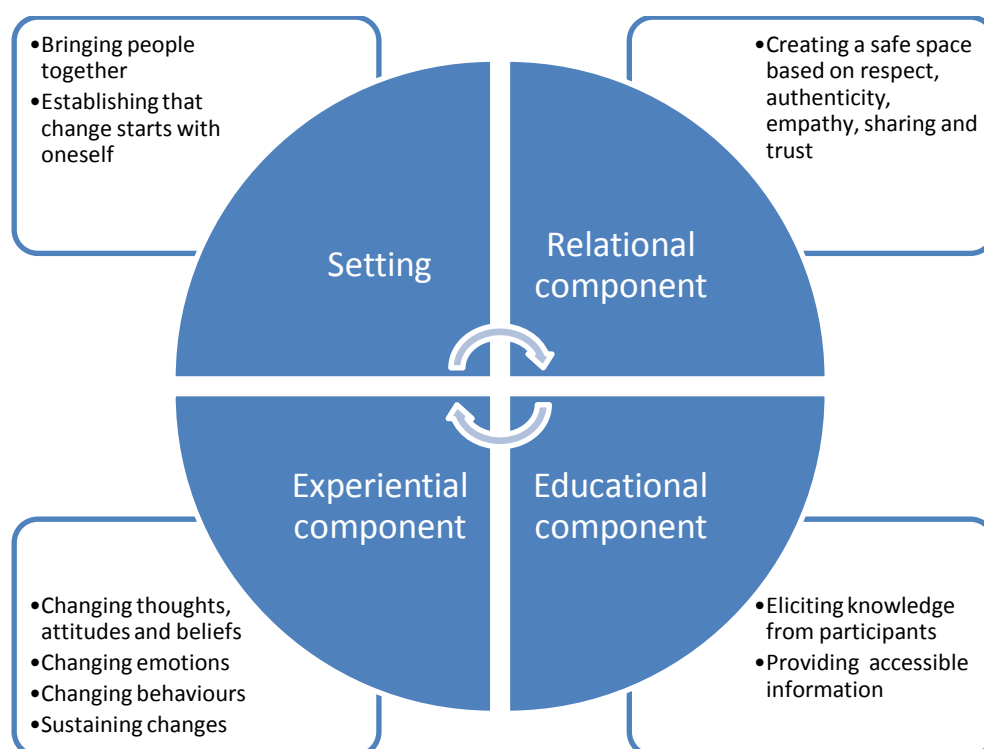 •Bringing people
together
•Establishing that
change starts with
oneself
•Creating a safe space
based on respect,
authenticity,
empathy, sharing and
trust
Setting
Relational
component
Experiential
component
Educational
component
•Changing thoughts,
attitudes and beliefs
•Changing emotions
•Changing behaviours
•Sustaining changes
•Eliciting knowledge
from participants
•Providing accessible
information